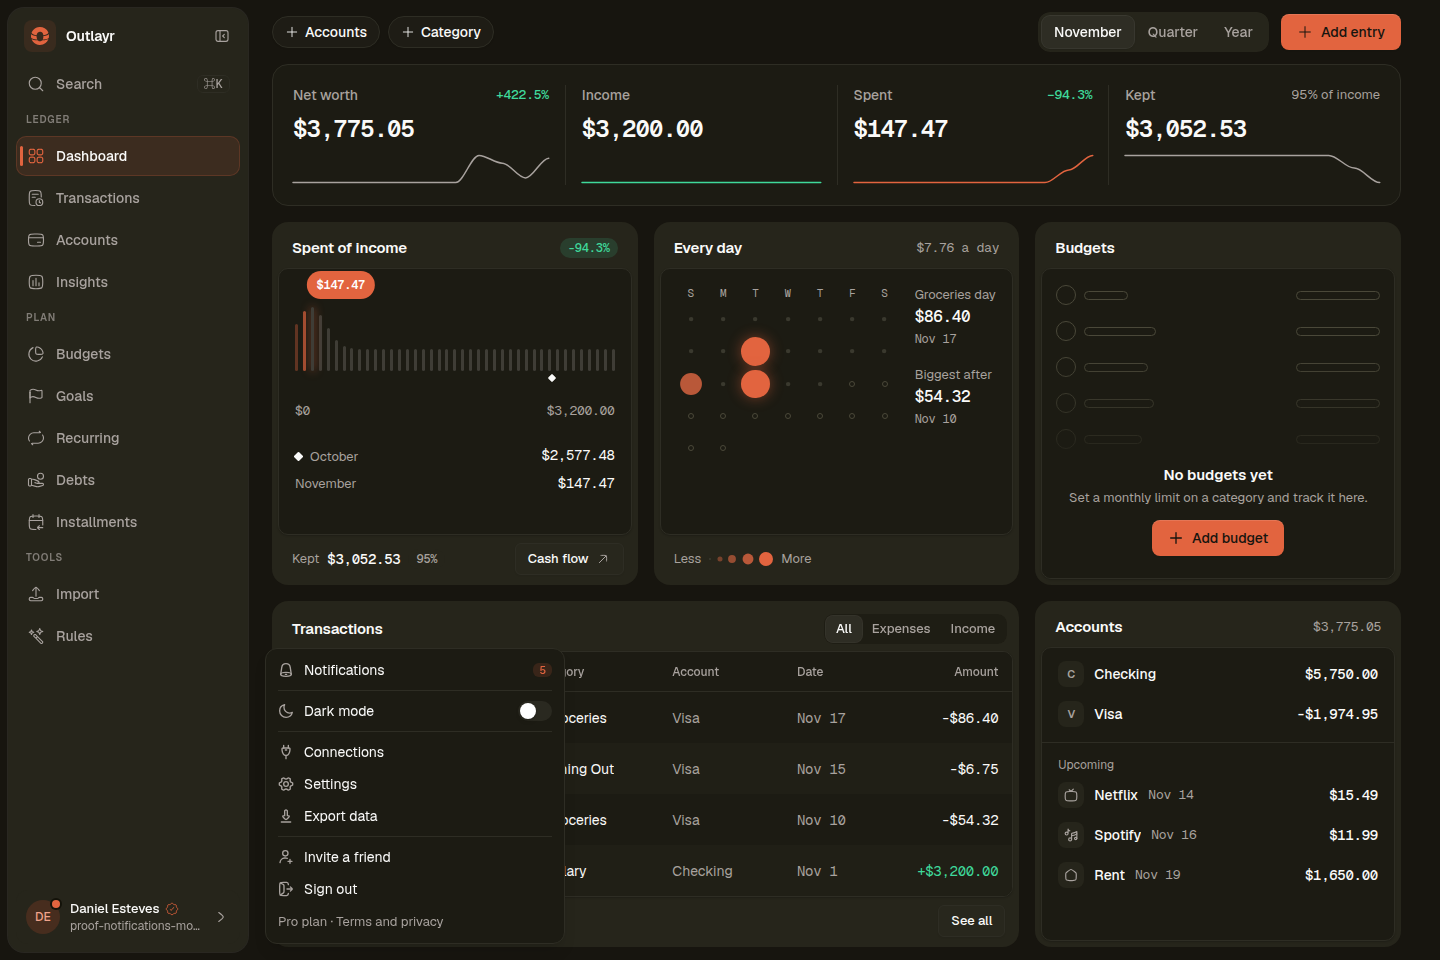 Outlayr
Search
⌘K
LEDGER
Dashboard
Transactions
Accounts
Insights
PLAN
Budgets
Goals
Recurring
Debts
Installments
TOOLS
Import
Rules
DE
Daniel Esteves
proof-notifications-mo...
+ Accounts
+ Category
November
Quarter
Year
+ Add entry
Net worth
+422.5%
$3,775.05
Income
$3,200.00
Spent
-94.3%
$147.47
Kept
95% of income
$3,052.53
Spent of income
-94.3%
$147.47
$0
$3,200.00
October
$2,577.48
November
$147.47
Kept $3,052.53 95%
Cash flow
Every day
$7.76 a day
S M T W T F S
Groceries day
$86.40
Nov 17
Biggest after
$54.32
Nov 10
Less
More
Budgets
No budgets yet
Set a monthly limit on a category and track it here.
+ Add budget
Transactions
All
Expenses
Income
gory
Account
Date
Amount
oceries
Visa
Nov 17
-$86.40
ning Out
Visa
Nov 15
-$6.75
oceries
Visa
Nov 10
-$54.32
lary
Checking
Nov 1
+$3,200.00
See all
Notifications
5
Dark mode
Connections
Settings
Export data
Invite a friend
Sign out
Pro plan · Terms and privacy
Accounts
$3,775.05
C
Checking
$5,750.00
V
Visa
-$1,974.95
Upcoming
Netflix Nov 14
$15.49
Spotify Nov 16
$11.99
Rent Nov 19
$1,650.00